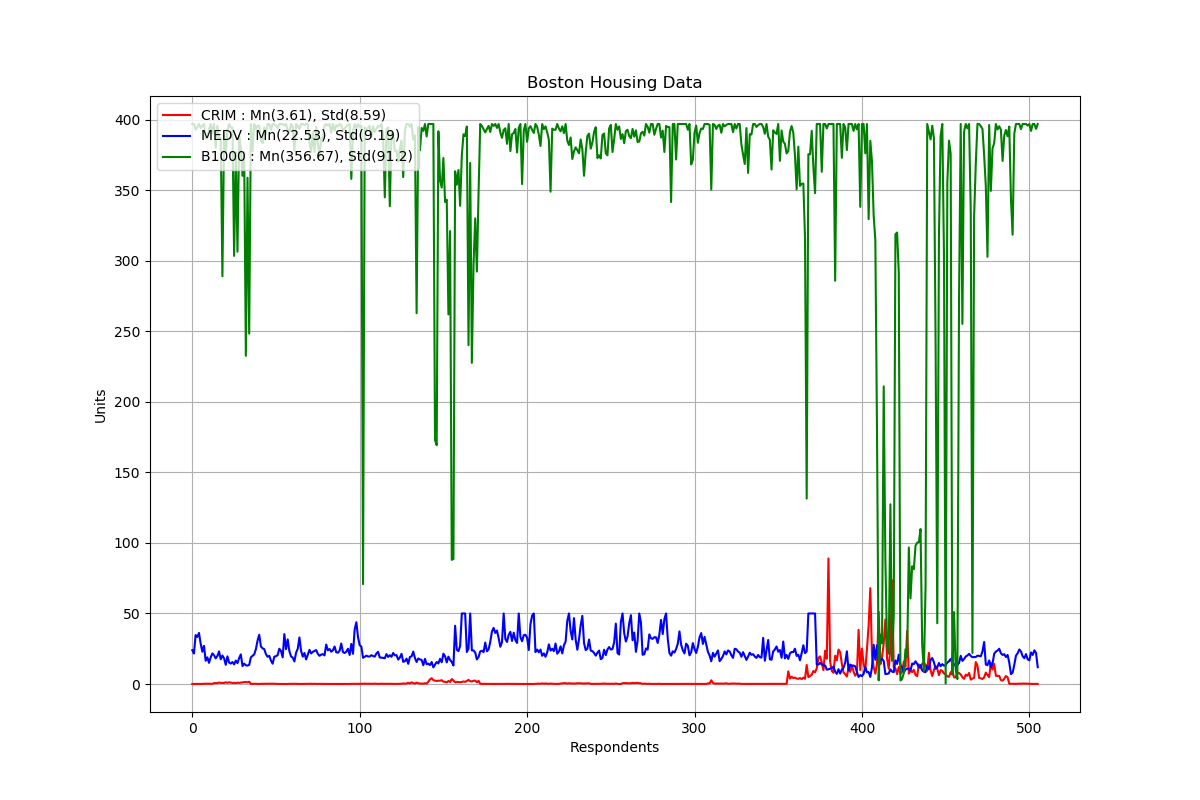 Boston Housing Data
CRIM : Mn(3.61), Std(8.59)
MEDV : Mn(22.53), Std(9.19)
B1000 : Mn(356.67), Std(91.2)
400
350
300
250
200
150
100
50
0
Units
0 100 200 300 400 500
Respondents